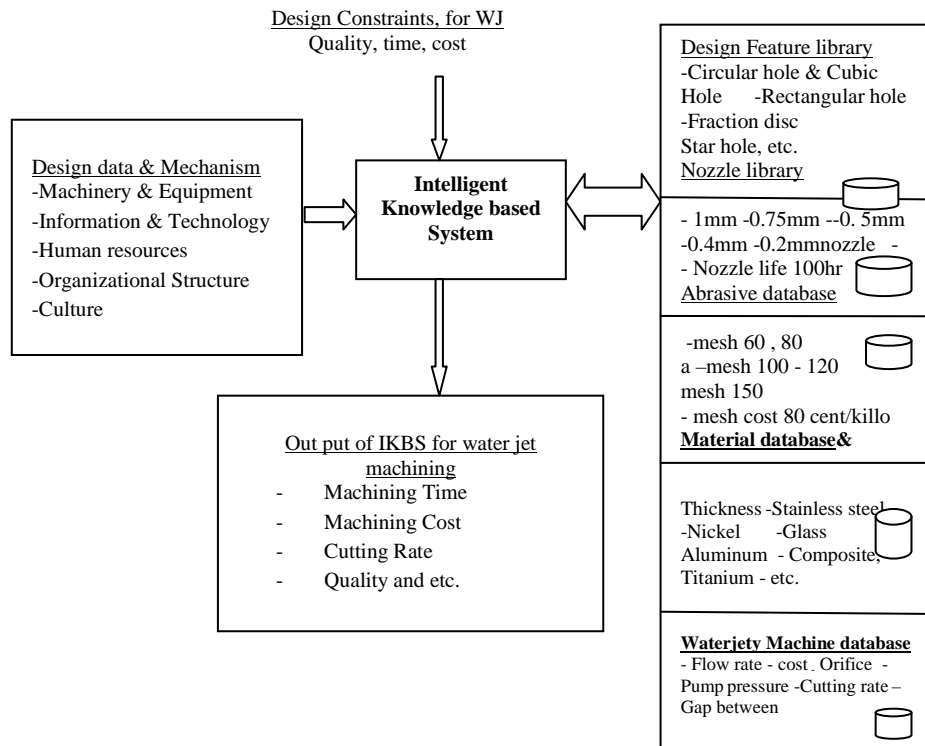 Design Constraints, for WJ
Quality, time, cost
Design data & Mechanism
-Machinery & Equipment
-Information & Technology
-Human resources
-Organizational Structure
-Culture
Intelligent
Knowledge based
System
Out put of IKBS for water jet
machining
- Machining Time
- Machining Cost
- Cutting Rate
- Quality and etc.
Design Feature library
-Circular hole & Cubic
Hole -Rectangular hole
-Fraction disc
Star hole, etc.
Nozzle library
- 1mm -0.75mm --0. 5mm
-0.4mm -0.2mmnozzle -
- Nozzle life 100hr
Abrasive database
-mesh 60 , 80
a –mesh 100 - 120
mesh 150
- mesh cost 80 cent/killo
Material database&
Thickness -Stainless steel
-Nickel -Glass
Aluminum - Composite,
Titanium - etc.
Waterjety Machine database
- Flow rate - cost - Orifice -
Pump pressure -Cutting rate –
Gap between